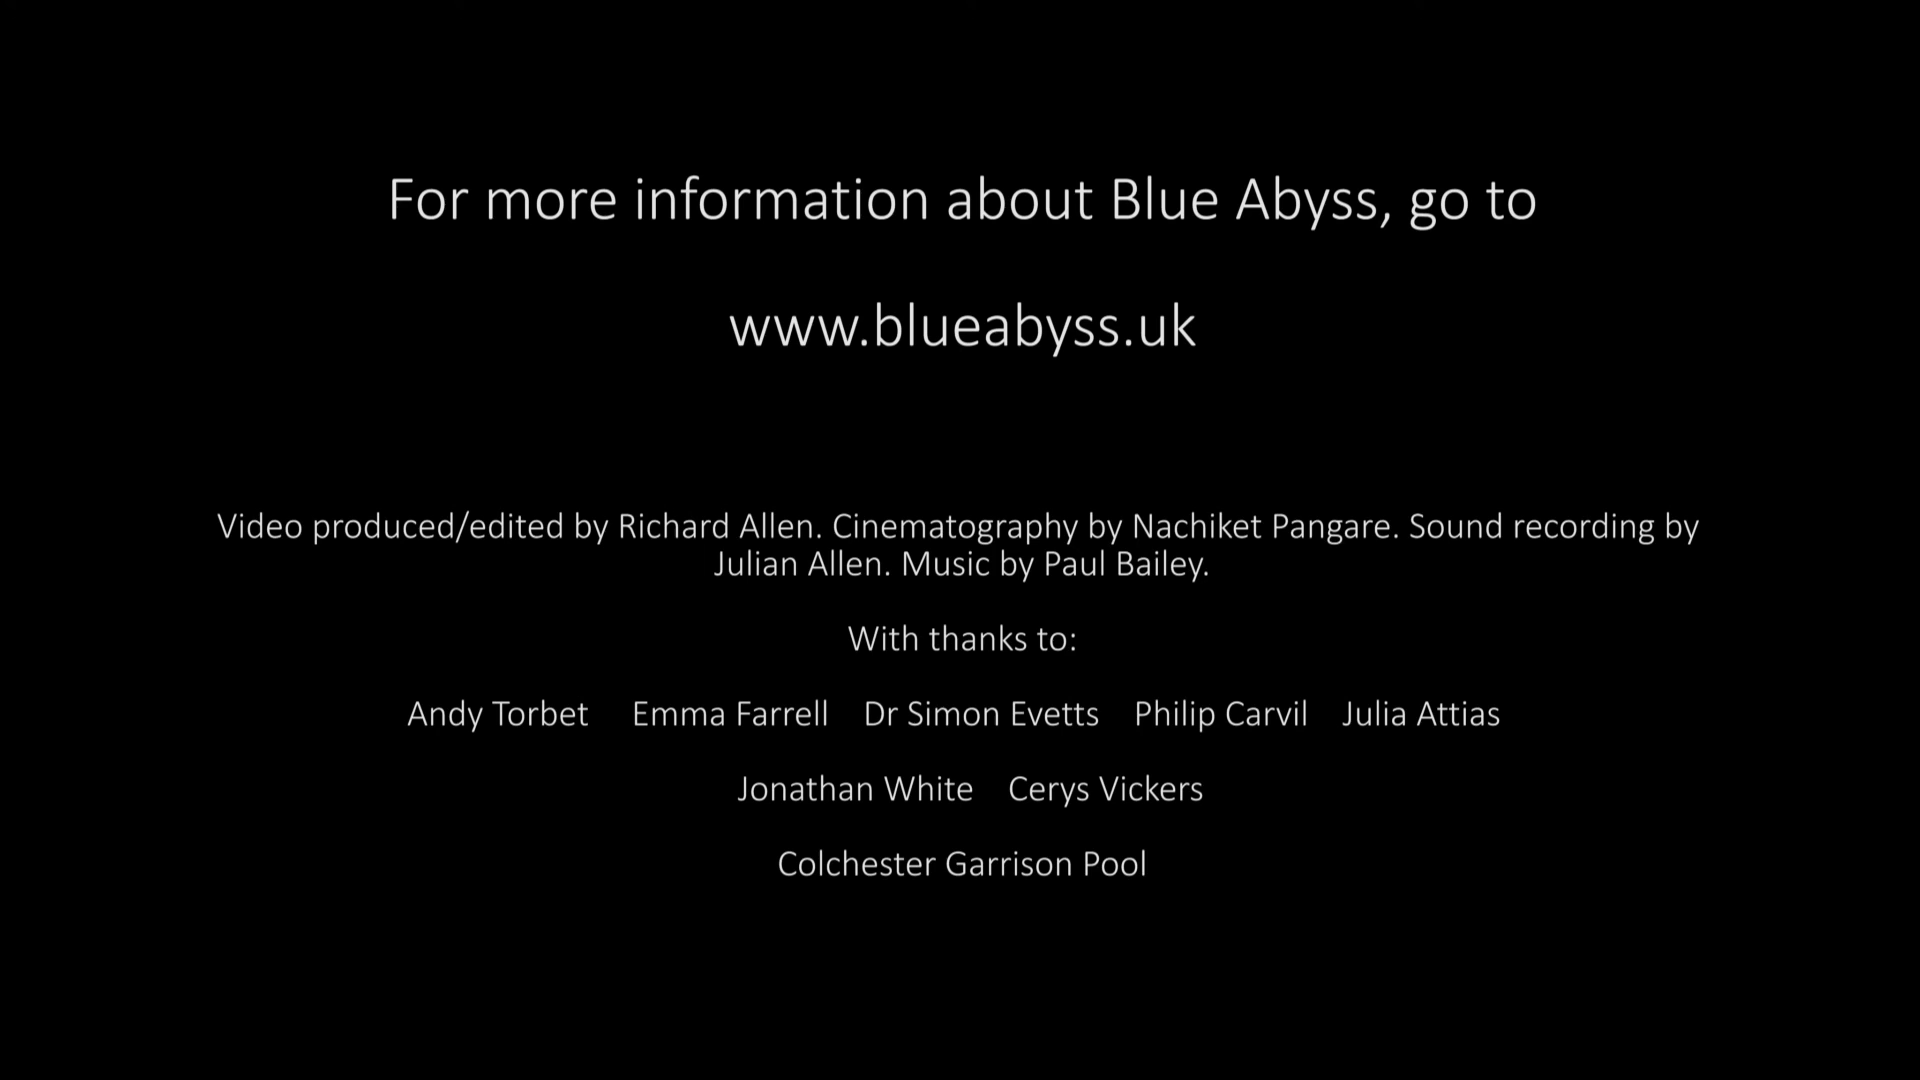 For more information about Blue Abyss, go to
www.blueabyss.uk
Video produced/edited by Richard Allen. Cinematography by Nachiket Pangare. Sound recording by
Julian Allen. Music by Paul Bailey.
With thanks to:
Andy Torbet Emma Farrell Dr Simon Evetts Philip Carvil Julia Attias
Jonathan White Cerys Vickers
Colchester Garrison Pool